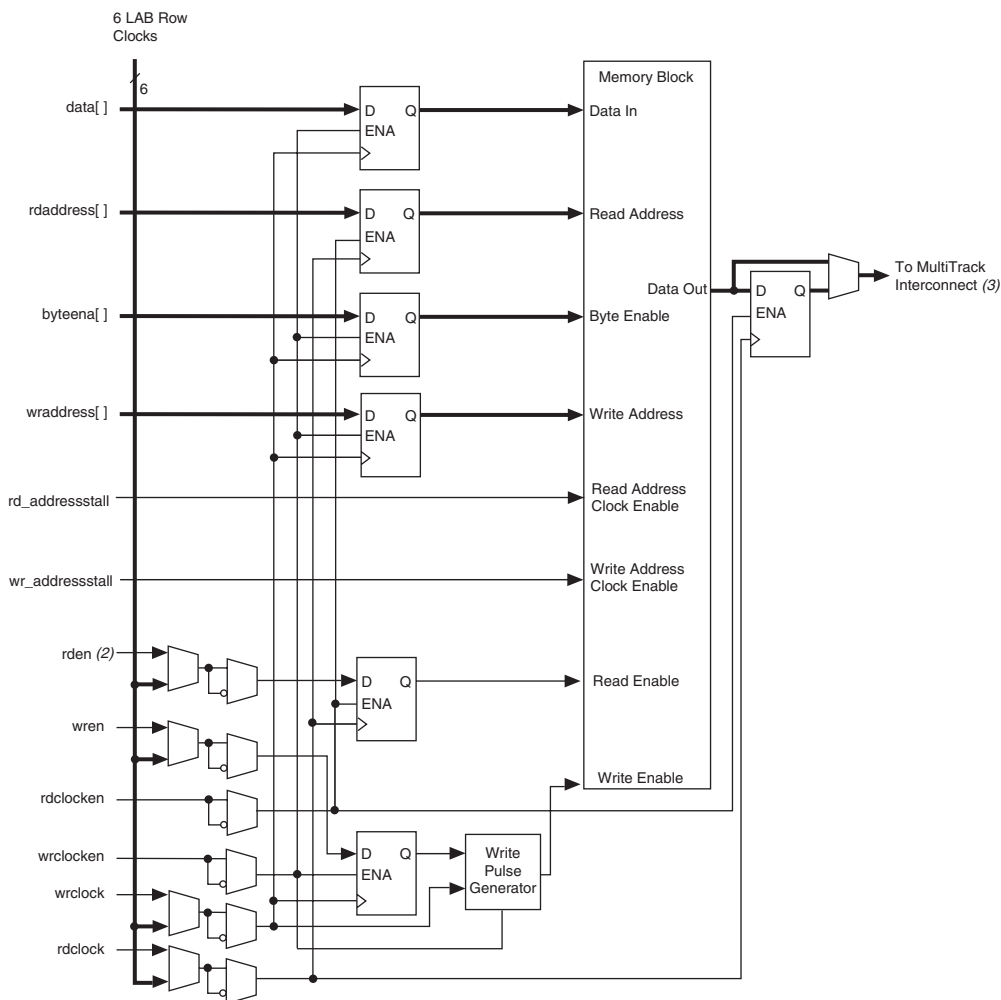 6 LAB Row
Clocks
6
data[ ]
D Q
ENA
Memory Block
Data In
rdaddress[ ]
D Q
ENA
Read Address
byteena[ ]
D Q
ENA
Byte Enable
Data Out
D Q
ENA
To MultiTrack
Interconnect (3)
wraddress[ ]
D Q
ENA
Write Address
rd_addressstall
Read Address
Clock Enable
wr_addressstall
Write Address
Clock Enable
rden (2)
D Q
ENA
Read Enable
wren
Write Enable
rdclocken
wrclocken
D Q
ENA
Write
Pulse
Generator
wrclock
rdclock